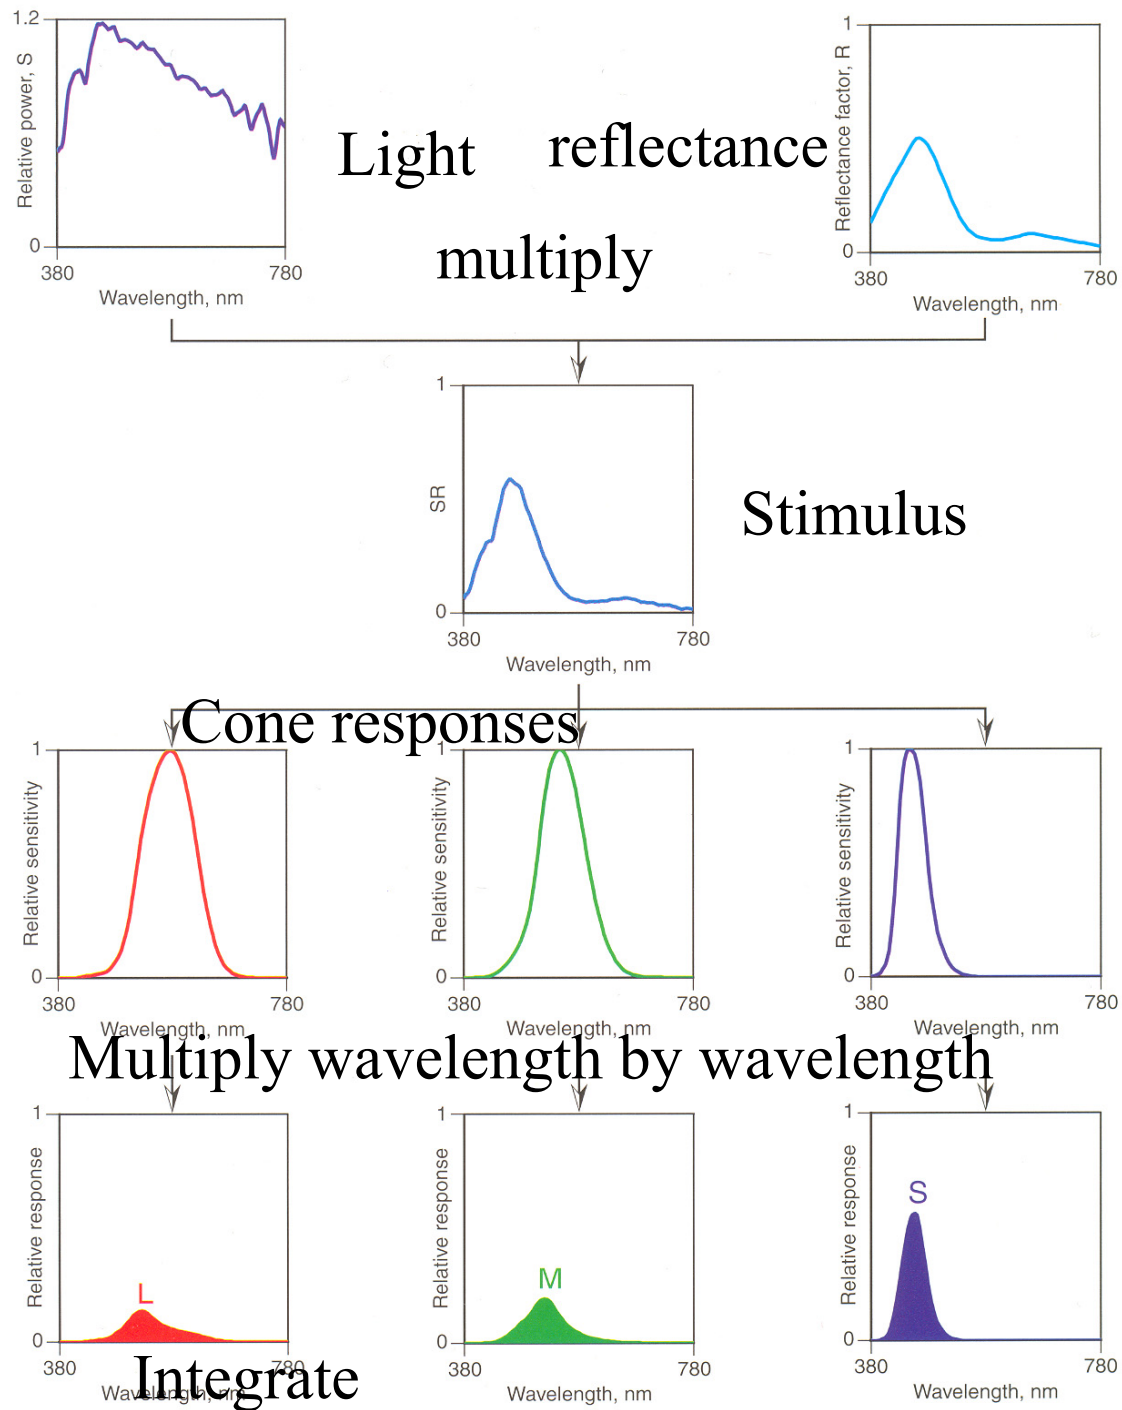 1.2
Relative power, S
0
380
780
Wavelength, nm
Light
reflectance
multiply
1
Reflectance factor, R
0
380
780
Wavelength, nm
1
SR
0
380
780
Wavelength, nm
Stimulus
Cone responses
1
Relative sensitivity
0
380
780
Wavelength, nm
1
Relative sensitivity
0
380
780
Wavelength, nm
1
Relative sensitivity
0
380
780
Wavelength, nm
Multiply wavelength by wavelength
1
Relative response
L
0
380
780
Wavelength, nm
1
Relative response
M
0
380
780
Wavelength, nm
1
Relative response
S
0
380
780
Wavelength, nm
Integrate